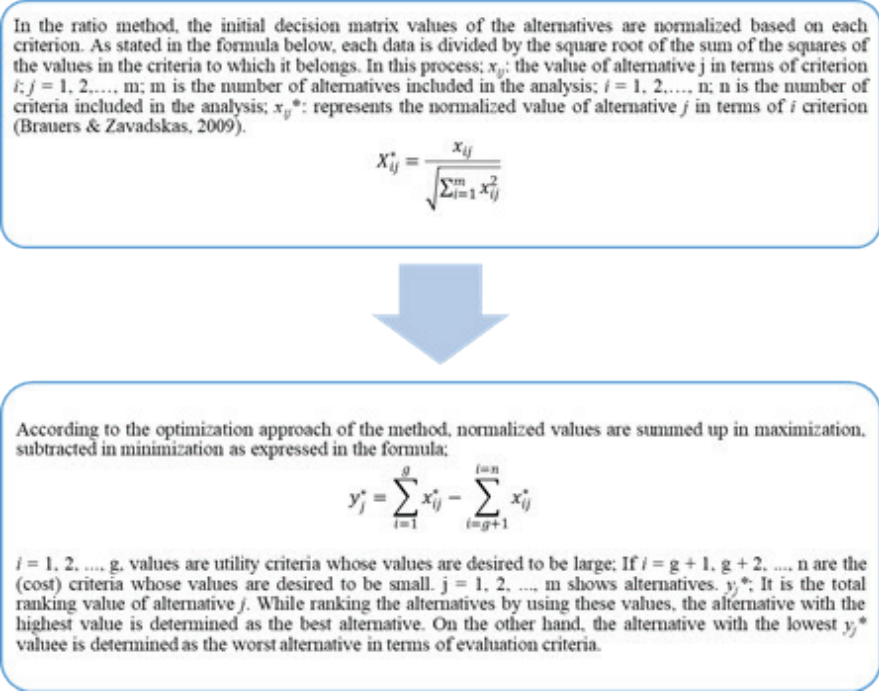 In the ratio method, the initial decision matrix values of the alternatives are normalized based on each
criterion. As stated in the formula below, each data is divided by the square root of the sum of the squares of
the values in the criteria to which it belongs. In this process; xᵢⱼ: the value of alternative j in terms of criterion
i; j = 1, 2,…, m; m is the number of alternatives included in the analysis; i = 1, 2,…, n; n is the number of
criteria included in the analysis; xᵢⱼ*: represents the normalized value of alternative j in terms of i criterion
(Brauers & Zavadskas, 2009).
X*ᵢⱼ = xᵢⱼ / √(∑ᵐᵢ₌₁ x²ᵢⱼ)
According to the optimization approach of the method, normalized values are summed up in maximization,
subtracted in minimization as expressed in the formula;
y*ⱼ = ∑_{i=1}^{g} x*ᵢⱼ − ∑_{i=g+1}^{i=n} x*ᵢⱼ
i = 1, 2, ..., g, values are utility criteria whose values are desired to be large; If i = g + 1, g + 2, ..., n are the
(cost) criteria whose values are desired to be small. j = 1, 2, ..., m shows alternatives. yⱼ*; It is the total
ranking value of alternative j. While ranking the alternatives by using these values, the alternative with the
highest value is determined as the best alternative. On the other hand, the alternative with the lowest yⱼ*
valuee is determined as the worst alternative in terms of evaluation criteria.